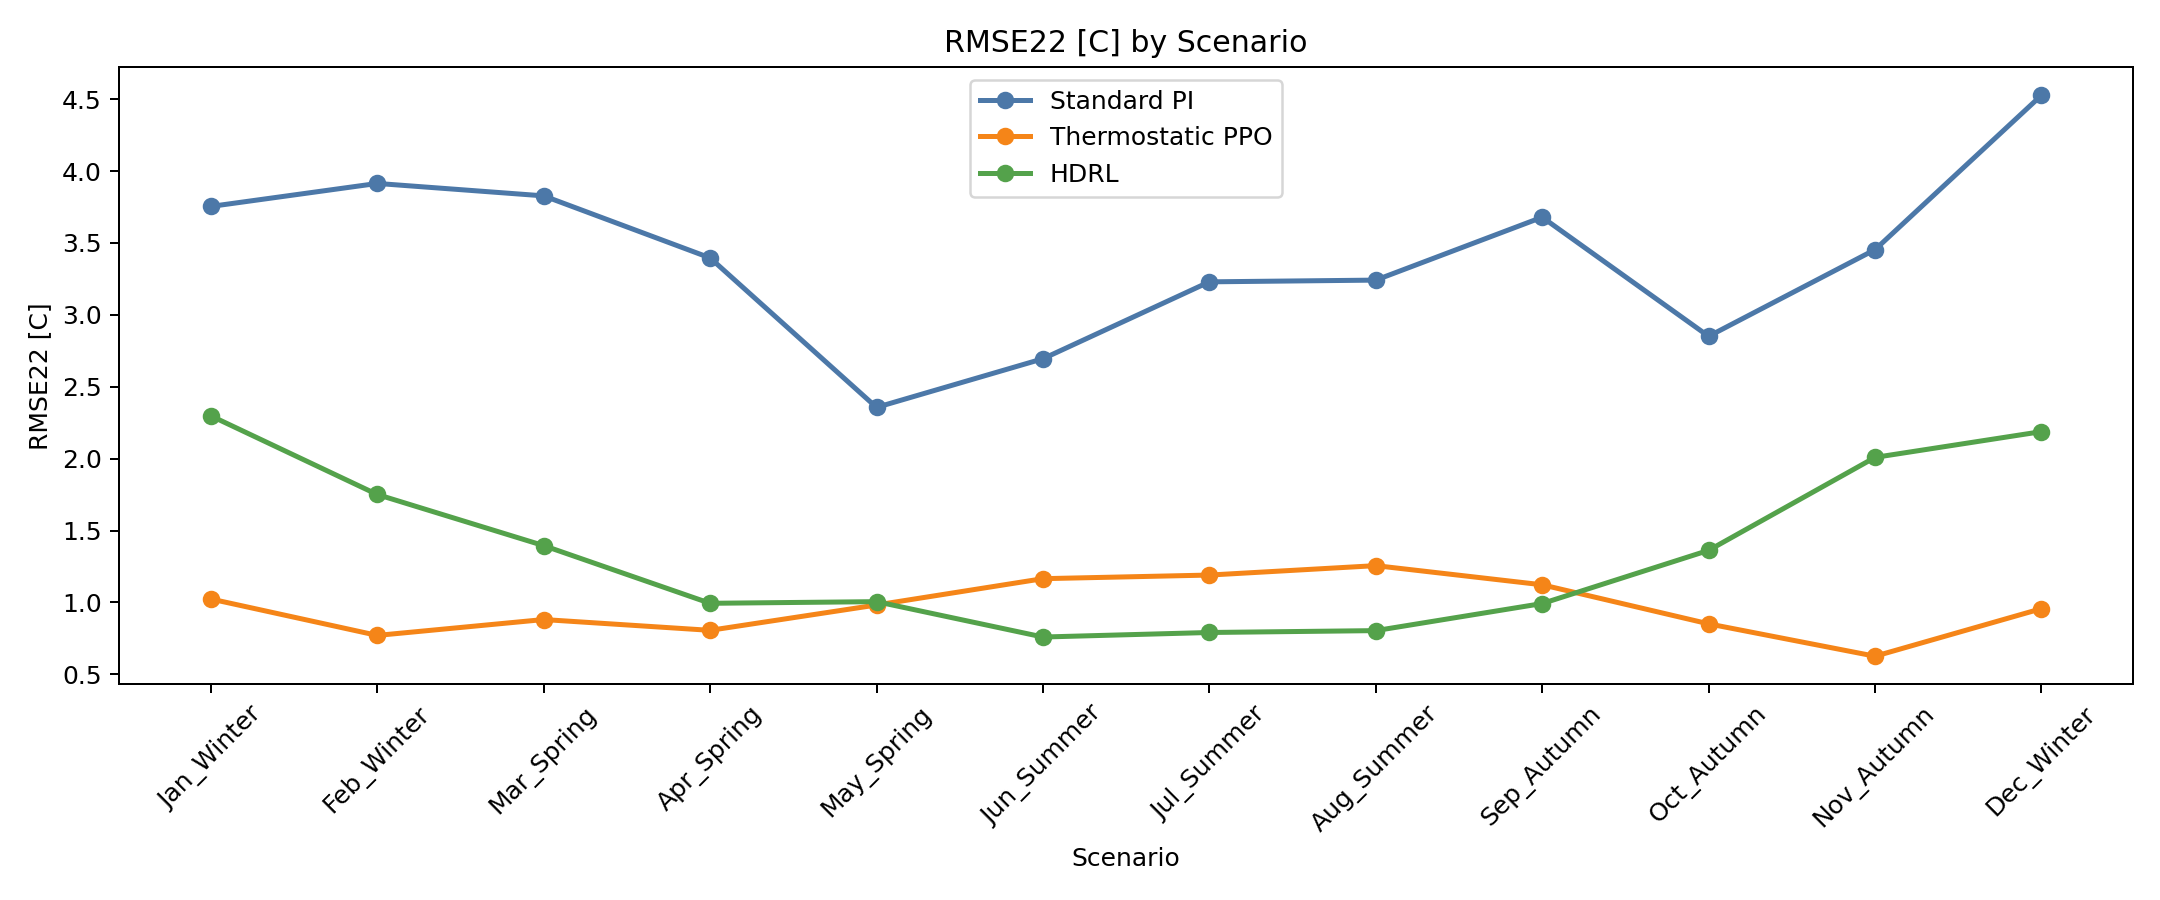 RMSE22 [C] by Scenario
Standard PI
Thermostatic PPO
HDRL
RMSE22 [C]
4.5
4.0
3.5
3.0
2.5
2.0
1.5
1.0
0.5
Jan_Winter
Feb_Winter
Mar_Spring
Apr_Spring
May_Spring
Jun_Summer
Jul_Summer
Aug_Summer
Sep_Autumn
Oct_Autumn
Nov_Autumn
Dec_Winter
Scenario